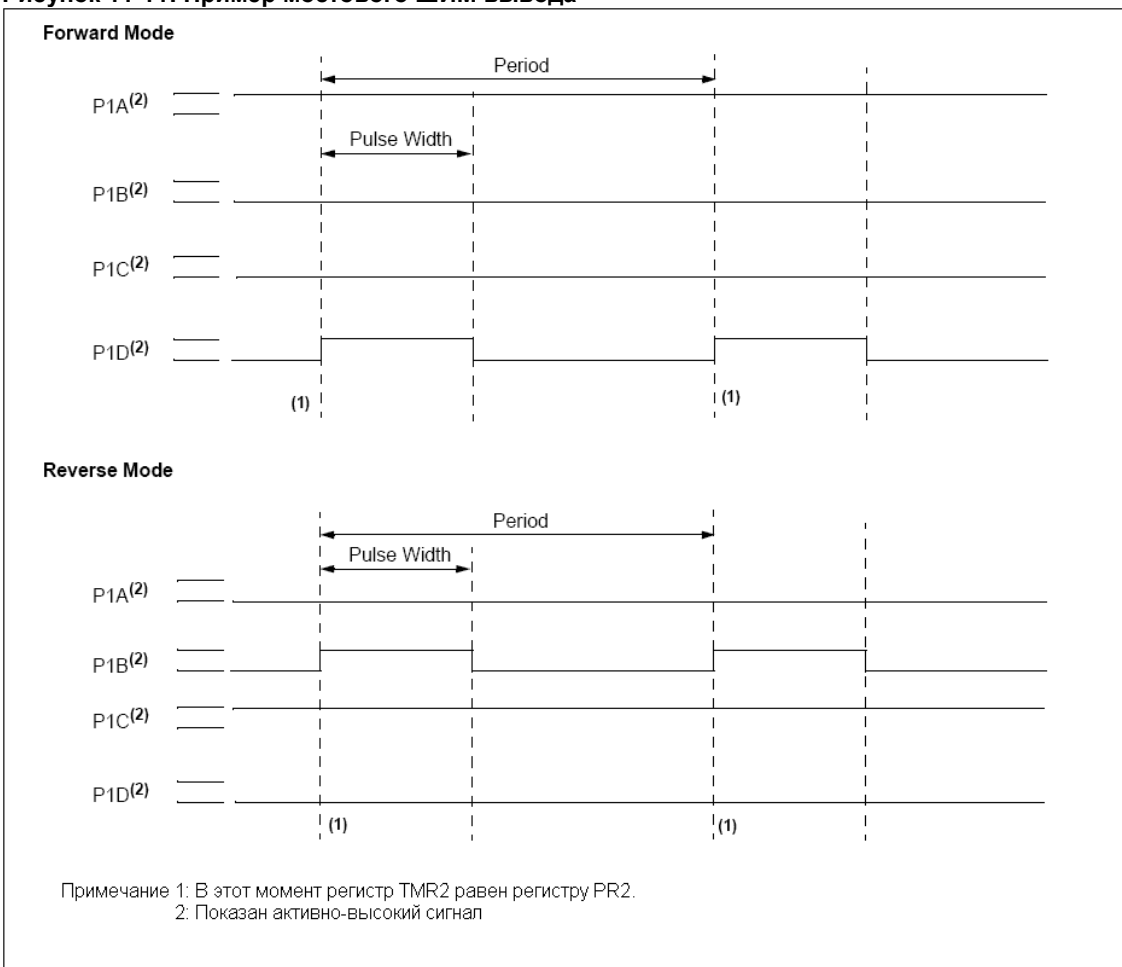 Forward Mode
Period
P1A(2)
Pulse Width
P1B(2)
P1C(2)
P1D(2)
(1)
(1)
Reverse Mode
Period
Pulse Width
P1A(2)
P1B(2)
P1C(2)
P1D(2)
(1)
(1)
Примечание 1: В этот момент регистр TMR2 равен регистру PR2.
2: Показан активно-высокий сигнал